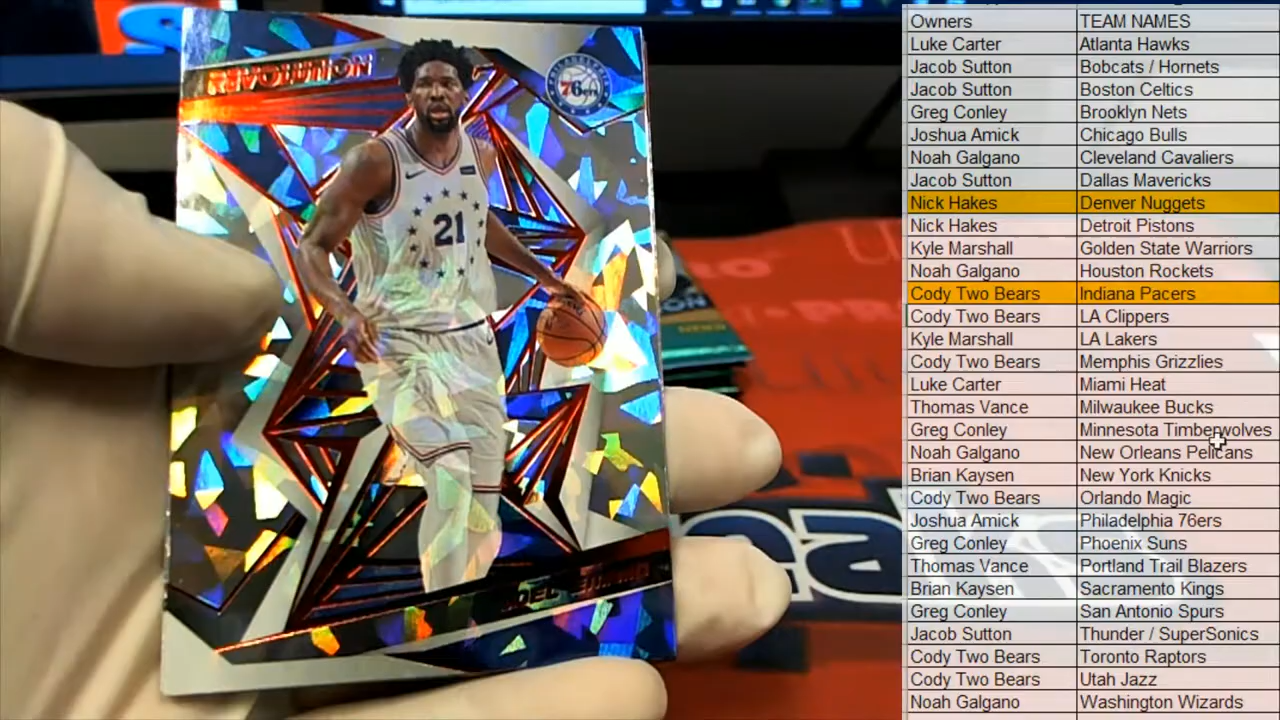 REVOLUTION
76ers
21
JOEL EMBIID
Owners TEAM NAMES
Luke Carter Atlanta Hawks
Jacob Sutton Bobcats / Hornets
Jacob Sutton Boston Celtics
Greg Conley Brooklyn Nets
Joshua Amick Chicago Bulls
Noah Galgano Cleveland Cavaliers
Jacob Sutton Dallas Mavericks
Nick Hakes Denver Nuggets
Nick Hakes Detroit Pistons
Kyle Marshall Golden State Warriors
Noah Galgano Houston Rockets
Cody Two Bears Indiana Pacers
Cody Two Bears LA Clippers
Kyle Marshall LA Lakers
Cody Two Bears Memphis Grizzlies
Luke Carter Miami Heat
Thomas Vance Milwaukee Bucks
Greg Conley Minnesota Timberwolves
Noah Galgano New Orleans Pelicans
Brian Kaysen New York Knicks
Cody Two Bears Orlando Magic
Joshua Amick Philadelphia 76ers
Greg Conley Phoenix Suns
Thomas Vance Portland Trail Blazers
Brian Kaysen Sacramento Kings
Greg Conley San Antonio Spurs
Jacob Sutton Thunder / SuperSonics
Cody Two Bears Toronto Raptors
Cody Two Bears Utah Jazz
Noah Galgano Washington Wizards